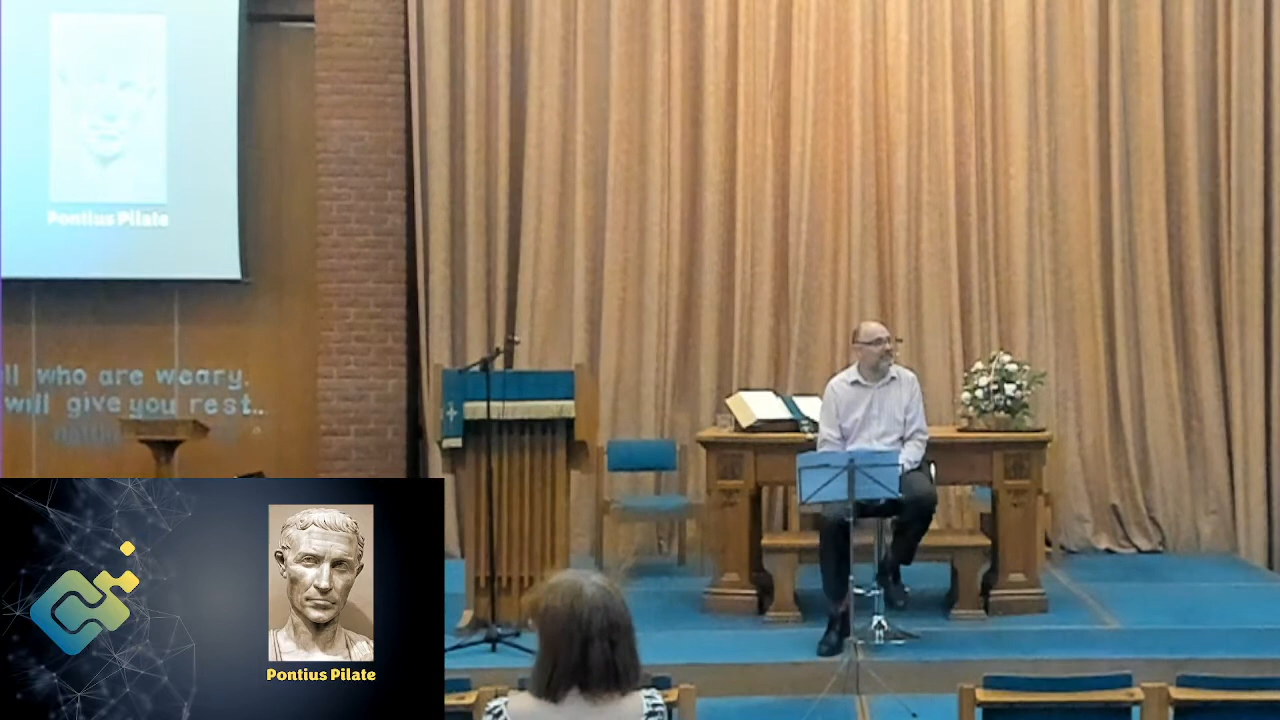 Pontius Pilate
ll who are weary.
will give you rest..
Pontius Pilate